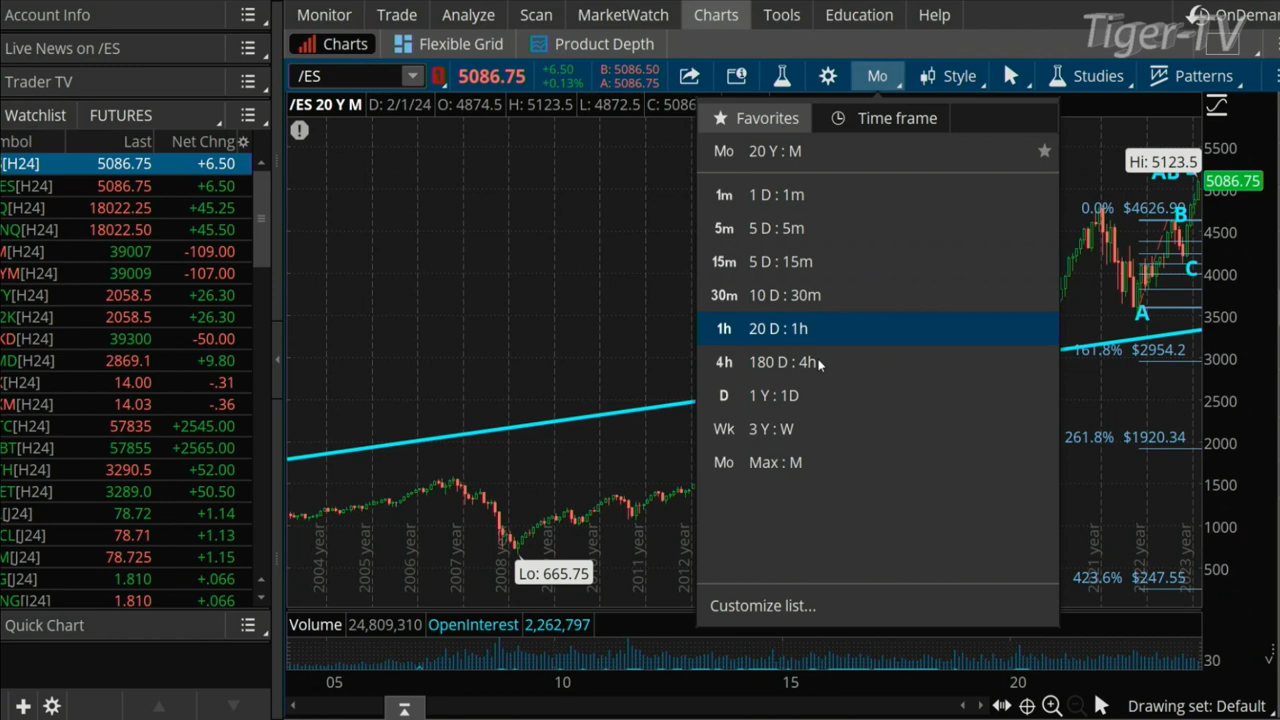 Account Info
Live News on /ES
Trader TV
Watchlist FUTURES
mbol Last Net Chng
[H24] 5086.75 +6.50
ES[H24] 5086.75 +6.50
Q[H24] 18022.25 +45.25
NQ[H24] 18022.50 +45.50
M[H24] 39007 -109.00
YM[H24] 39009 -107.00
TY[H24] 2058.5 +26.30
2K[H24] 2058.5 +26.30
KD[H24] 39300 -50.00
MD[H24] 2869.1 +9.80
K[H24] 14.00 -.31
KM[H24] 14.03 -.36
TC[H24] 57835 +2545.00
BT[H24] 57855 +2565.00
TH[H24] 3290.5 +52.00
ET[H24] 3289.0 +50.50
[J24] 78.72 +1.14
CL[J24] 78.71 +1.13
M[J24] 78.725 +1.15
G[J24] 1.810 +.066
NG[J24] 1.810 +.066
Quick Chart
Monitor Trade Analyze Scan MarketWatch Charts Tools Education Help
OnDeman
Tiger-TV
Charts Flexible Grid Product Depth
/ES 1 5086.75 +6.50 +0.13% B: 5086.50 A: 5086.75 Mo Style Studies Patterns
/ES 20 Y M D: 2/1/24 O: 4874.5 H: 5123.5 L: 4872.5 C: 5086
Favorites Time frame
Mo 20 Y : M
1m 1 D : 1m
5m 5 D : 5m
15m 5 D : 15m
30m 10 D : 30m
1h 20 D : 1h
4h 180 D : 4h
D 1 Y : 1D
Wk 3 Y : W
Mo Max : M
Customize list...
Hi: 5123.5
5086.75
AB
0.0%
B
C
A
161.8% $2954.2
261.8% $1920.34
423.6% $247.55
5500
4500
4000
3500
3000
2500
2000
1500
1000
500
Lo: 665.75
2004 year 2005 year 2006 year 2007 year 2011 year 2012 year 2021 year
Volume 24,809,310 OpenInterest 2,262,797
30
05 10 15 20
Drawing set: Default